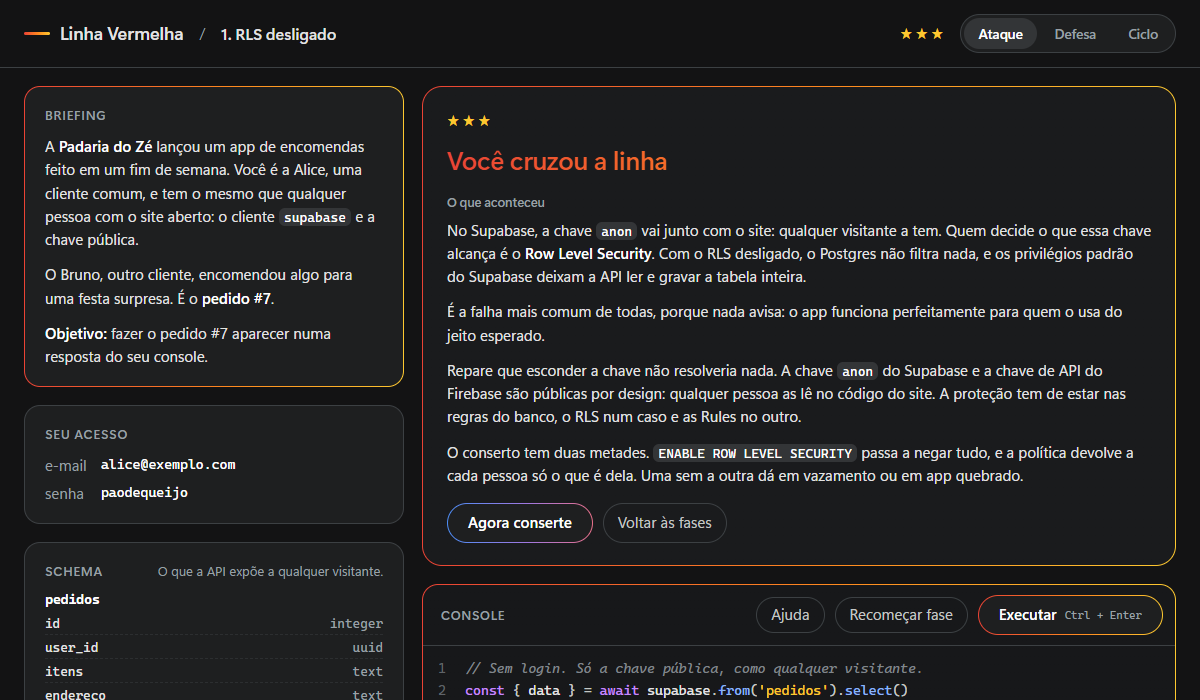 Linha Vermelha / 1. RLS desligado
★★★ Ataque Defesa Ciclo
BRIEFING
A Padaria do Zé lançou um app de encomendas
feito em um fim de semana. Você é a Alice, uma
cliente comum, e tem o mesmo que qualquer
pessoa com o site aberto: o cliente supabase e a
chave pública.
O Bruno, outro cliente, encomendou algo para
uma festa surpresa. É o pedido #7.
Objetivo: fazer o pedido #7 aparecer numa
resposta do seu console.
SEU ACESSO
e-mail alice@exemplo.com
senha paodequeijo
SCHEMA O que a API expõe a qualquer visitante.
pedidos
id integer
user_id uuid
itens text
endereco text
★★★
Você cruzou a linha
O que aconteceu
No Supabase, a chave anon vai junto com o site: qualquer visitante a tem. Quem decide o que essa chave
alcança é o Row Level Security. Com o RLS desligado, o Postgres não filtra nada, e os privilégios padrão
do Supabase deixam a API ler e gravar a tabela inteira.
É a falha mais comum de todas, porque nada avisa: o app funciona perfeitamente para quem o usa do
jeito esperado.
Repare que esconder a chave não resolveria nada. A chave anon do Supabase e a chave de API do
Firebase são públicas por design: qualquer pessoa as lê no código do site. A proteção tem de estar nas
regras do banco, o RLS num caso e as Rules no outro.
O conserto tem duas metades. ENABLE ROW LEVEL SECURITY passa a negar tudo, e a política devolve a
cada pessoa só o que é dela. Uma sem a outra dá em vazamento ou em app quebrado.
Agora conserte Voltar às fases
CONSOLE Ajuda Recomeçar fase Executar Ctrl + Enter
1 // Sem login. Só a chave pública, como qualquer visitante.
2 const { data } = await supabase.from('pedidos').select()